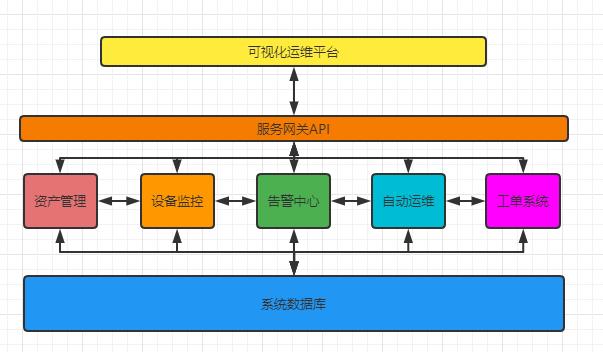 可视化运维平台
服务网关API
资产管理
设备监控
告警中心
自动运维
工单系统
系统数据库